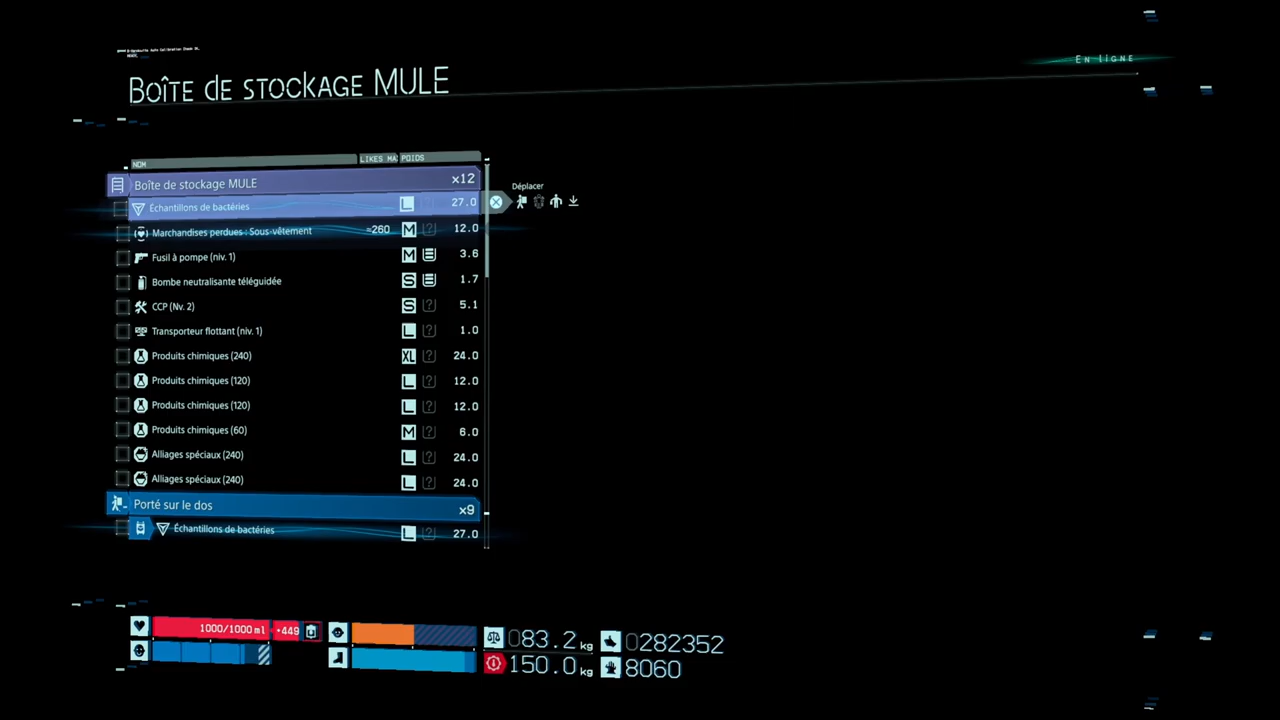 Boîte de stockage MULE
En ligne
NOM LIKES MA POIDS
Boîte de stockage MULE x12
Déplacer
Échantillons de bactéries L 27.0
Marchandises perdues : Sous-vêtement ≈260 M 12.0
Fusil à pompe (niv. 1) M 3.6
Bombe neutralisante téléguidée S 1.7
CCP (Nv. 2) S 5.1
Transporteur flottant (niv. 1) L 1.0
Produits chimiques (240) XL 24.0
Produits chimiques (120) L 12.0
Produits chimiques (120) L 12.0
Produits chimiques (60) M 6.0
Alliages spéciaux (240) L 24.0
Alliages spéciaux (240) L 24.0
Porté sur le dos x9
Échantillons de bactéries L 27.0
1000/1000 ml +449
083.2 kg 0282352
150.0 kg 8060